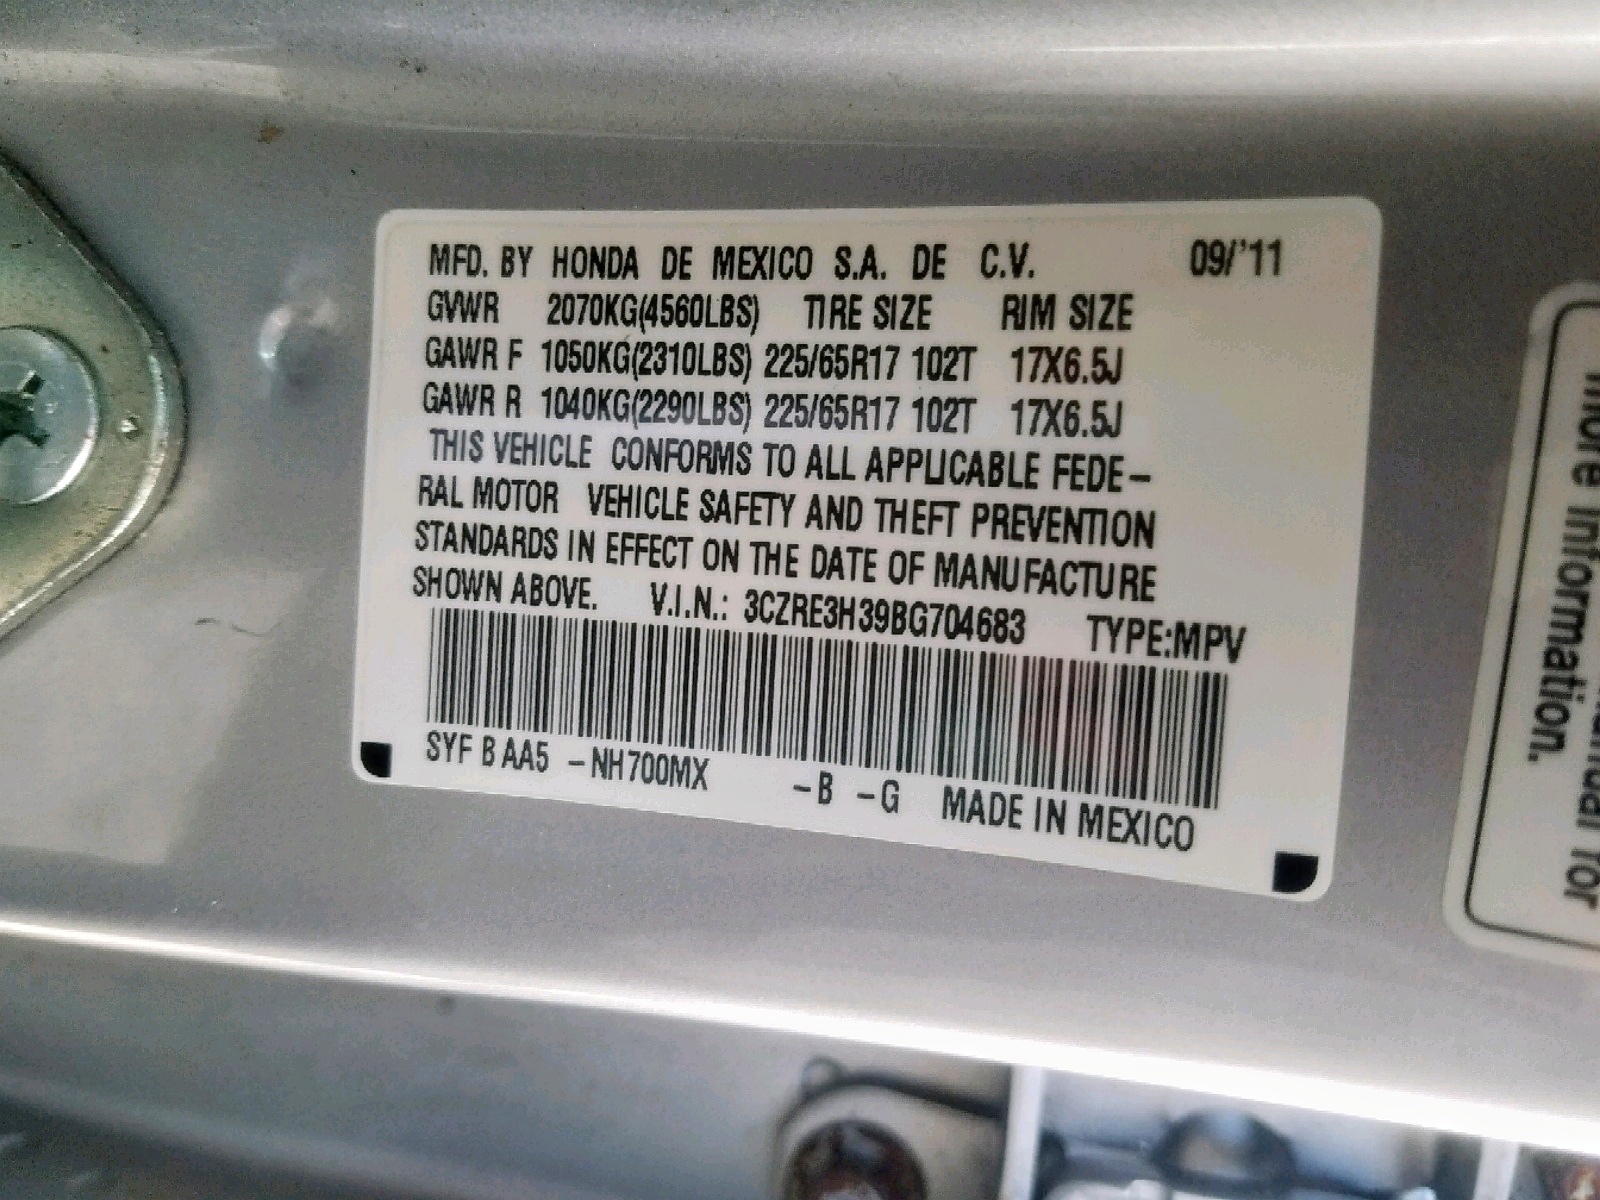 MFD. BY HONDA DE MEXICO S.A. DE C.V. 09/'11
GVWR 2070KG(4560LBS) TIRE SIZE RIM SIZE
GAWR F 1050KG(2310LBS) 225/65R17 102T 17X6.5J
GAWR R 1040KG(2290LBS) 225/65R17 102T 17X6.5J
THIS VEHICLE CONFORMS TO ALL APPLICABLE FEDE-
RAL MOTOR VEHICLE SAFETY AND THEFT PREVENTION
STANDARDS IN EFFECT ON THE DATE OF MANUFACTURE
SHOWN ABOVE. V.I.N.: 3CZRE3H39BG704683 TYPE:MPV
SYF B AA5 -NH700MX -B -G MADE IN MEXICO
for
more information.